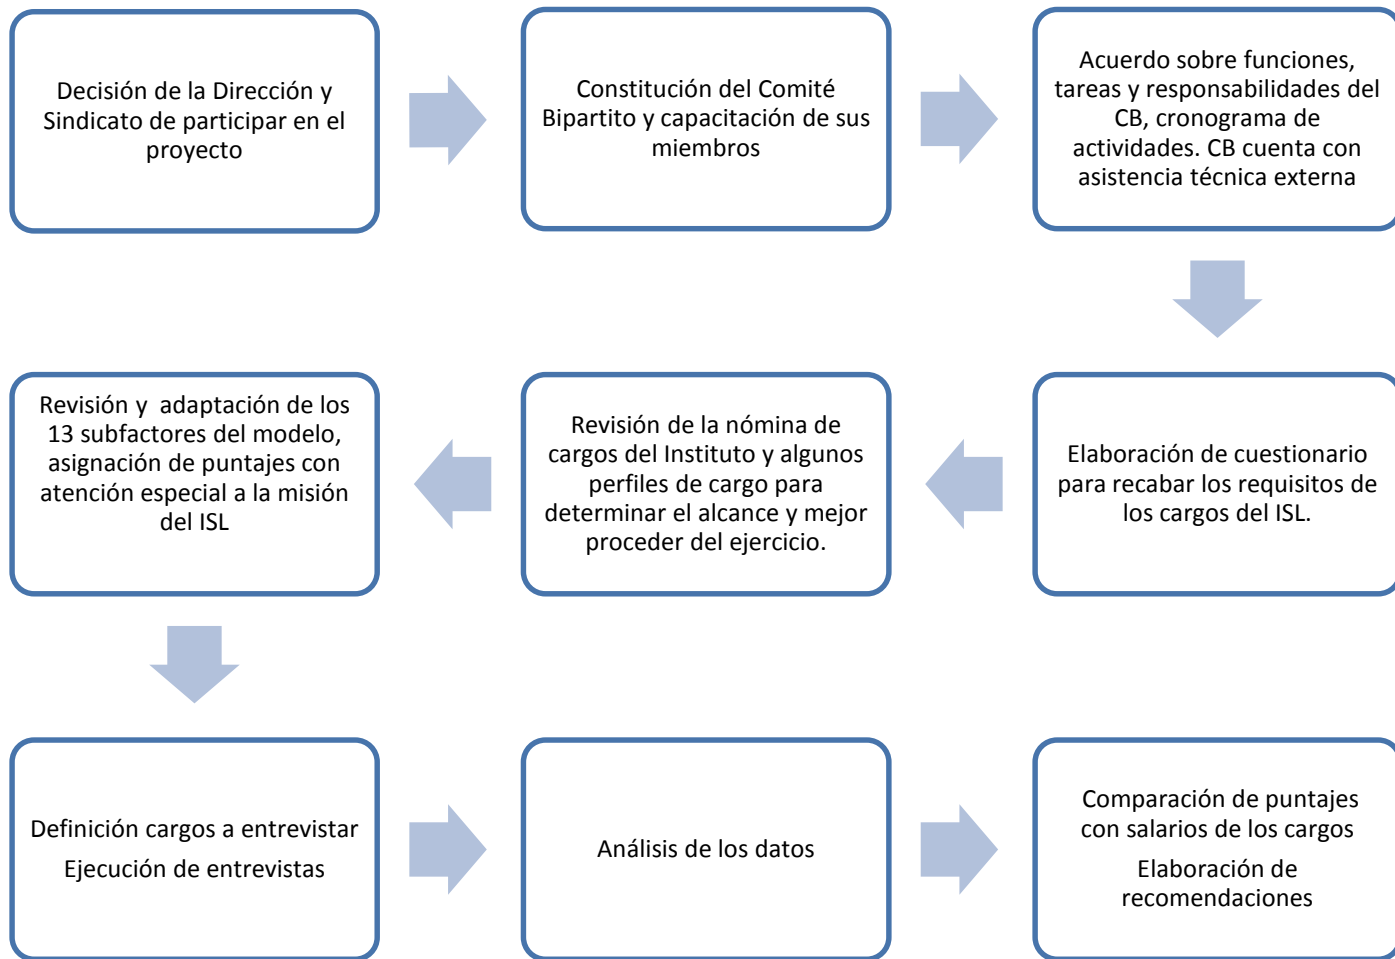 Decisión de la Dirección y
Sindicato de participar en el
proyecto
Constitución del Comité
Bipartito y capacitación de sus
miembros
Acuerdo sobre funciones,
tareas y responsabilidades del
CB, cronograma de
actividades. CB cuenta con
asistencia técnica externa
Elaboración de cuestionario
para recabar los requisitos de
los cargos del ISL.
Revisión de la nómina de
cargos del Instituto y algunos
perfiles de cargo para
determinar el alcance y mejor
proceder del ejercicio.
Revisión y adaptación de los
13 subfactores del modelo,
asignación de puntajes con
atención especial a la misión
del ISL
Definición cargos a entrevistar
Ejecución de entrevistas
Análisis de los datos
Comparación de puntajes
con salarios de los cargos
Elaboración de
recomendaciones